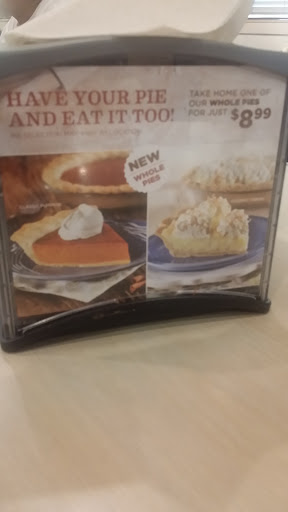 HAVE YOUR PIE
AND EAT IT TOO!
TAKE HOME ONE OF
OUR WHOLE PIES
FOR JUST $8.99
NEW
WHOLE
PIES